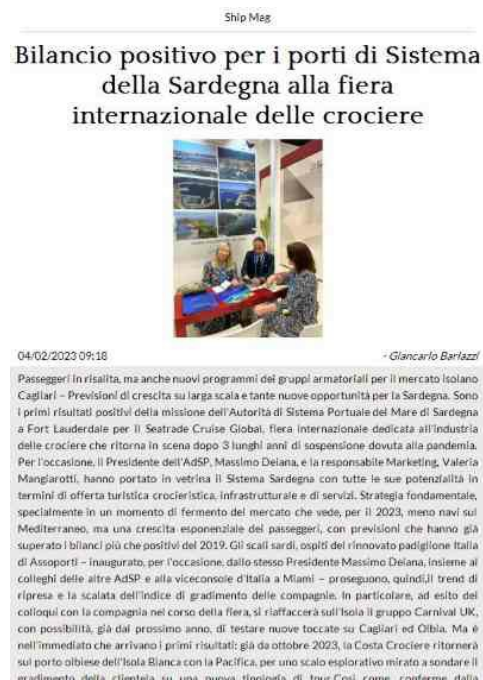 Ship Mag
Bilancio positivo per i porti di Sistema
della Sardegna alla fiera
internazionale delle crociere
04/02/2023 09:18
- Giancarlo Barlazzi
Passeggeri in risalita, ma anche nuovi programmi dei gruppi armatoriali per il mercato isolano
Cagliari – Previsioni di crescita su larga scala e tante nuove opportunità per la Sardegna. Sono
i primi risultati positivi della missione dell'Autorità di Sistema Portuale del Mare di Sardegna
a Fort Lauderdale per il Seatrade Cruise Global, fiera internazionale dedicata all'industria
delle crociere che ritorna in scena dopo 3 lunghi anni di sospensione dovuta alla pandemia.
Per l'occasione, il Presidente dell'AdSP, Massimo Deiana, e la responsabile Marketing, Valeria
Mangiarotti, hanno portato in vetrina il Sistema Sardegna con tutte le sue potenzialità in
termini di offerta turistica crocieristica, infrastrutturale e di servizi. Strategia fondamentale,
specialmente in un momento di fermento del mercato che vede, per il 2023, meno navi sul
Mediterraneo, ma una crescita esponenziale dei passeggeri, con previsioni che hanno già
superato i bilanci più che positivi del 2019. Gli scali sardi, ospiti del rinnovato padiglione Italia
di Assoporti – inaugurato, per l'occasione, dallo stesso Presidente Massimo Deiana, insieme ai
colleghi delle altre AdSP e alla viceconsole d'Italia a Miami – proseguono, quindi,il trend di
ripresa e la scalata dell'indice di gradimento delle compagnie. In particolare, ad esito dei
colloqui con la compagnia nel corso della fiera, si riaffaccerà sull'Isola il gruppo Carnival UK,
con possibilità, già dal prossimo anno, di testare nuove toccate su Cagliari ed Olbia. Ma è
nell'immediato che arrivano i primi risultati: già da ottobre 2023, la Costa Crociere ritornerà
sul porto olbiese dell'Isola Bianca con la Pacifica, per uno scalo esplorativo mirato a sondare il
gradimento della clientela su una nuova tipologia di tour.Così come, conferme dalla